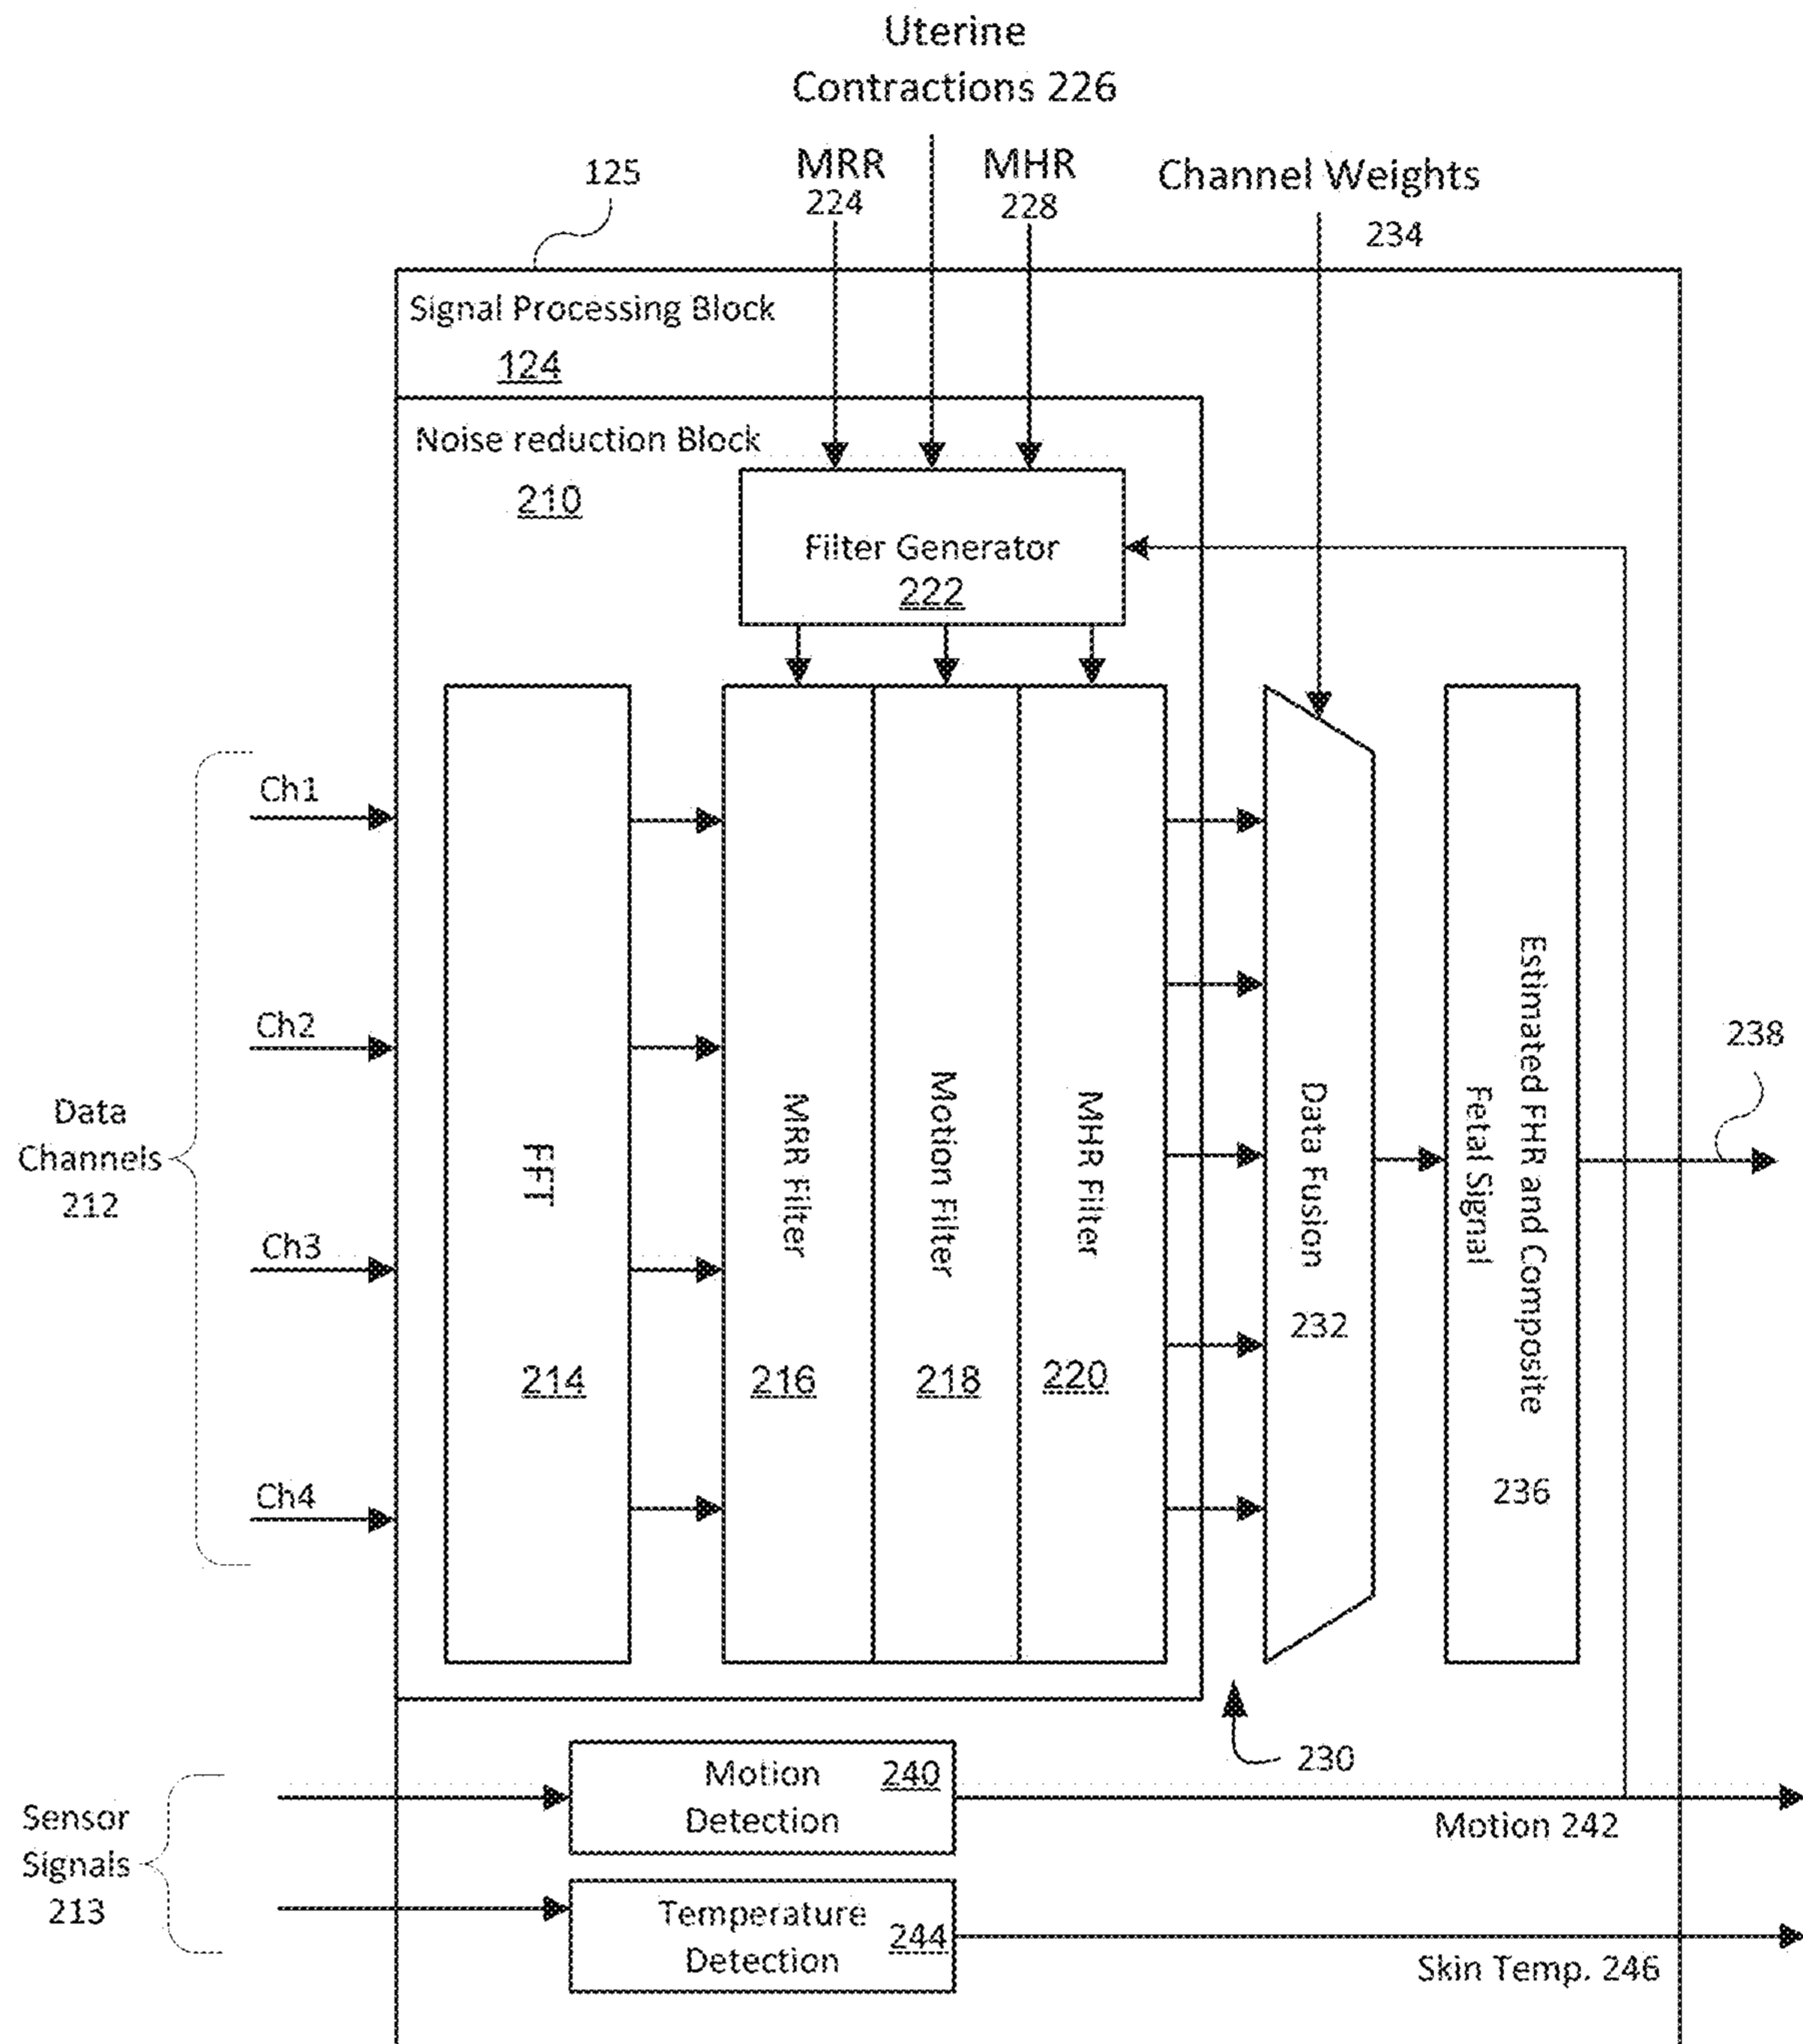 Uterine
Contractions 226
MRR
224
MHR
228
Channel Weights
234
125
Signal Processing Block
124
Noise reduction Block
210
Filter Generator
222
Data
Channels
212
Ch1
Ch2
Ch3
Ch4
FFT
214
MRR Filter
216
Motion Filter
218
MHR Filter
220
Data Fusion
232
Estimated FHR and Composite
Fetal Signal
236
238
230
Sensor
Signals
213
Motion
Detection
240
Motion 242
Temperature
Detection
244
Skin Temp. 246